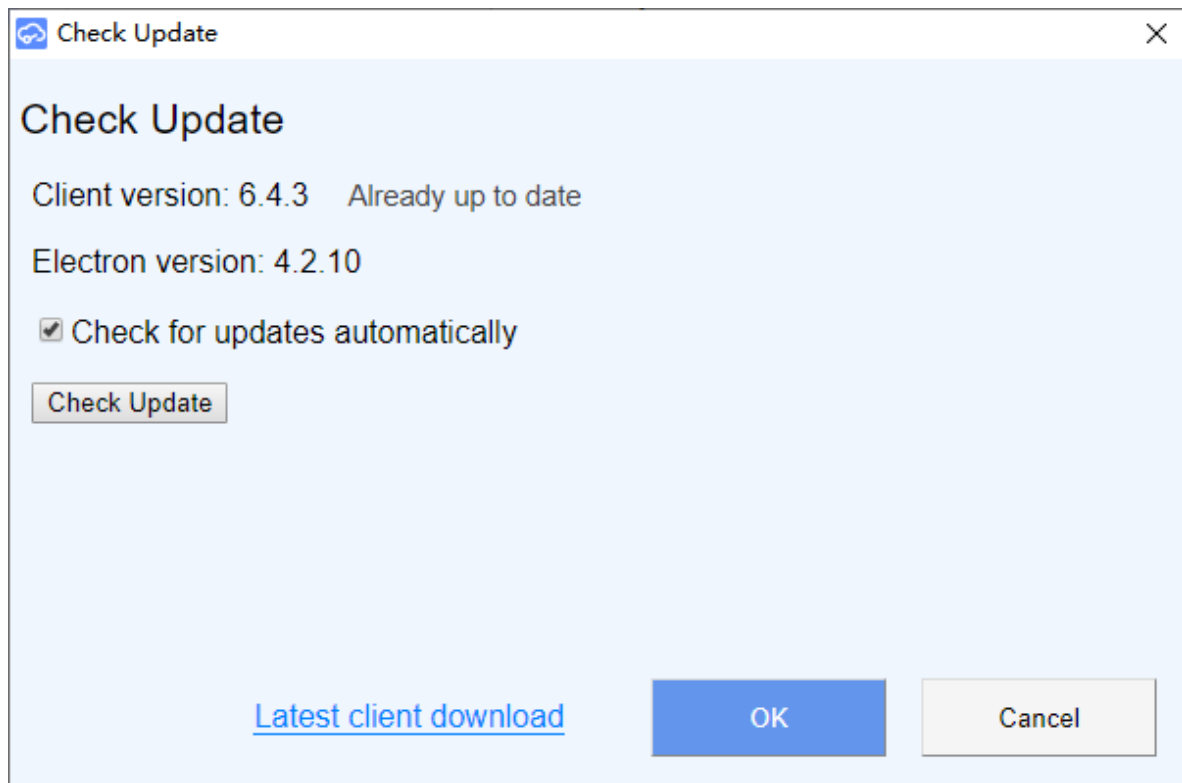 Check Update
Check Update
Client version: 6.4.3 Already up to date
Electron version: 4.2.10
Check for updates automatically
Check Update
Latest client download OK Cancel